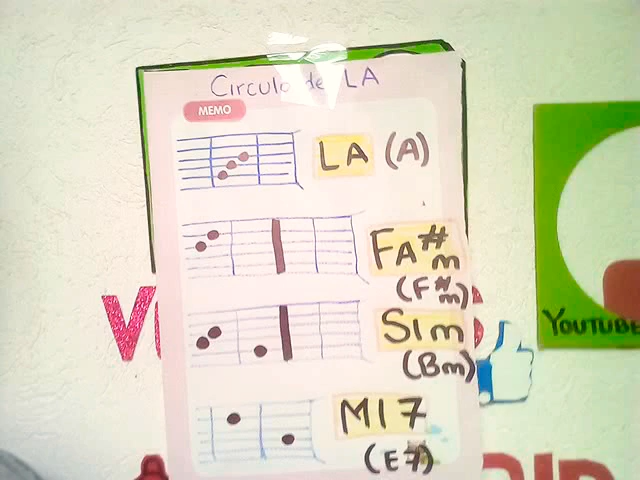 Circulo de LA
MEMO
LA (A)
FA#m
(F#m)
SIm
(Bm)
MI7
(E7)
YOUTUBE